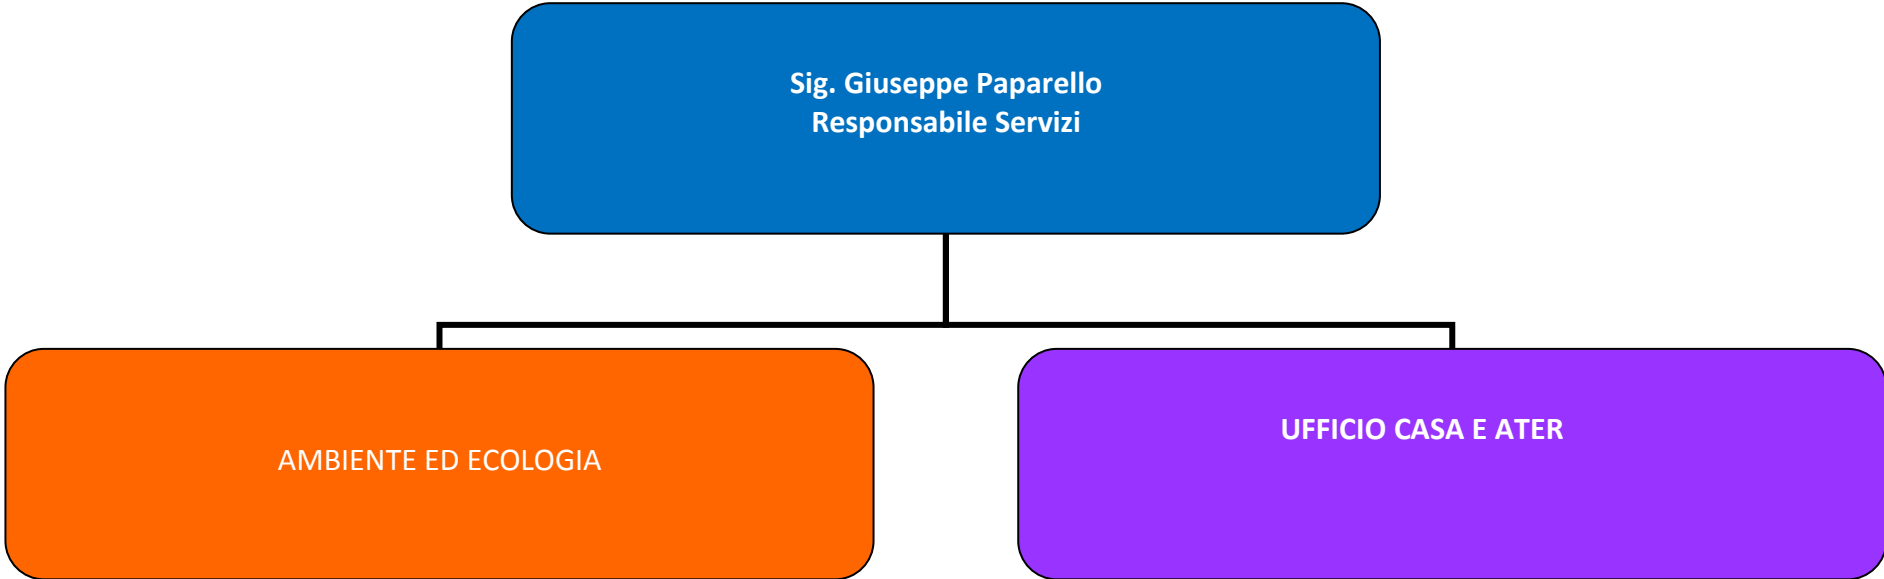 Sig. Giuseppe Paparello
Responsabile Servizi
AMBIENTE ED ECOLOGIA
UFFICIO CASA E ATER